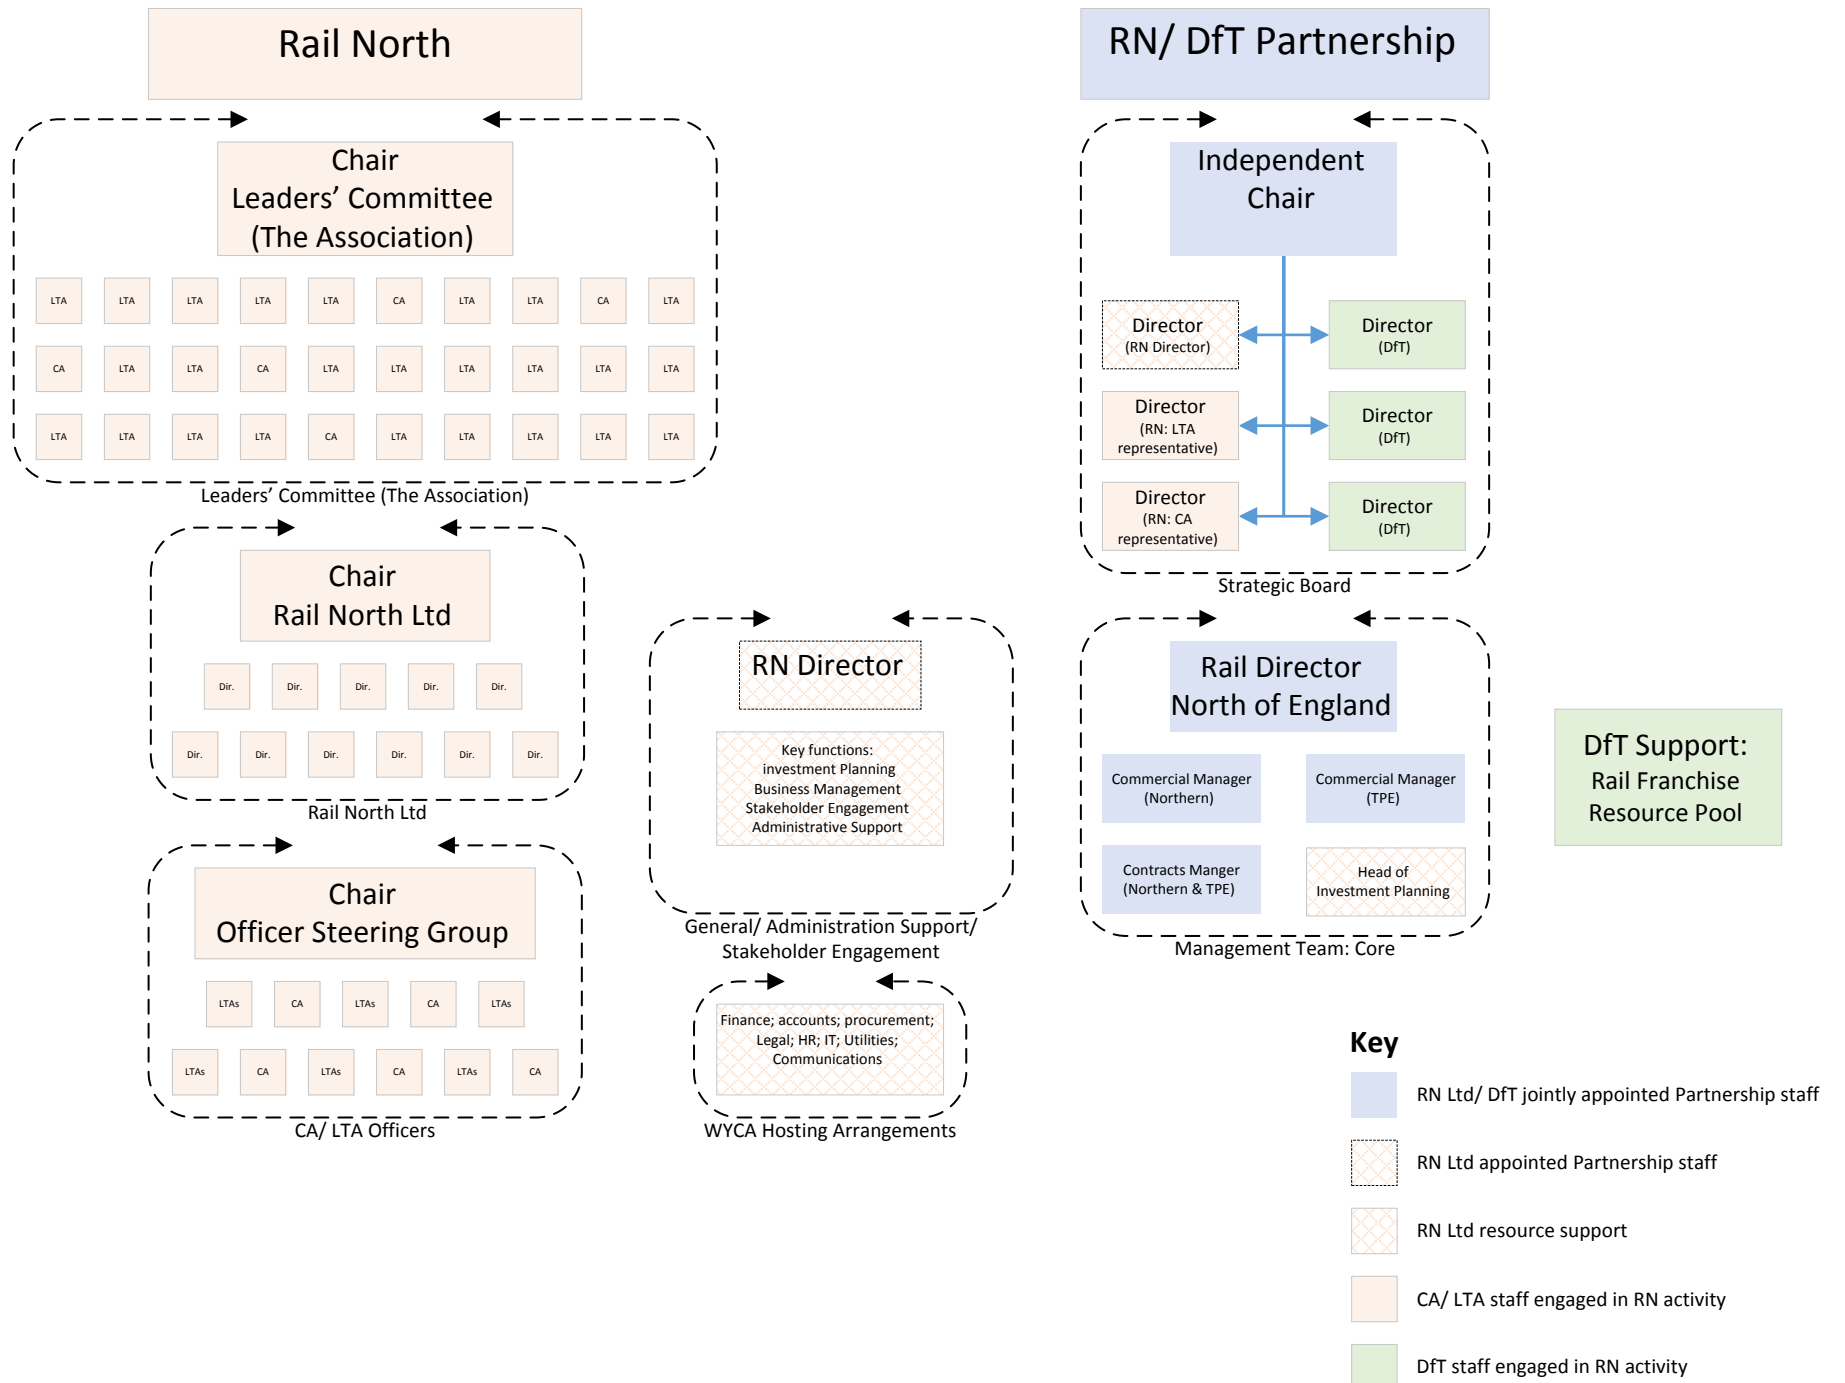 Rail North
Chair
Leaders’ Committee
(The Association)
LTA LTA LTA LTA LTA CA LTA LTA CA LTA
CA LTA LTA CA LTA LTA LTA LTA LTA LTA
LTA LTA LTA LTA CA LTA LTA LTA LTA LTA
Leaders’ Committee (The Association)
Chair
Rail North Ltd
Dir. Dir. Dir. Dir. Dir.
Dir. Dir. Dir. Dir. Dir. Dir.
Rail North Ltd
Chair
Officer Steering Group
LTAs CA LTAs CA LTAs
LTAs CA LTAs CA LTAs CA
CA/ LTA Officers
RN Director
Key functions:
investment Planning
Business Management
Stakeholder Engagement
Administrative Support
General/ Administration Support/
Stakeholder Engagement
Finance; accounts; procurement;
Legal; HR; IT; Utilities;
Communications
WYCA Hosting Arrangements
RN/ DfT Partnership
Independent
Chair
Director
(RN Director)
Director
(DfT)
Director
(RN: LTA
representative)
Director
(DfT)
Director
(RN: CA
representative)
Director
(DfT)
Strategic Board
Rail Director
North of England
Commercial Manager
(Northern)
Commercial Manager
(TPE)
Contracts Manger
(Northern & TPE)
Head of
Investment Planning
Management Team: Core
DfT Support:
Rail Franchise
Resource Pool
Key
RN Ltd/ DfT jointly appointed Partnership staff
RN Ltd appointed Partnership staff
RN Ltd resource support
CA/ LTA staff engaged in RN activity
DfT staff engaged in RN activity